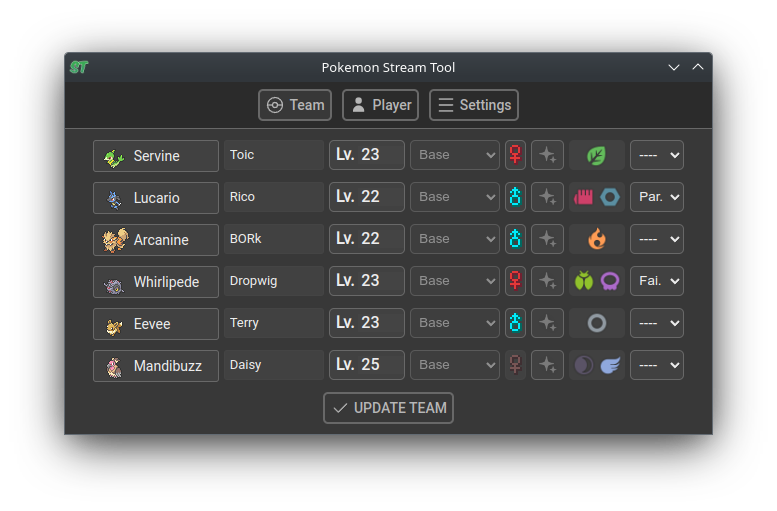 ST Pokemon Stream Tool
Team Player Settings
Servine Toic Lv. 23 Base ----
Lucario Rico Lv. 22 Base Par.
Arcanine BORk Lv. 22 Base ----
Whirlipede Dropwig Lv. 23 Base Fai.
Eevee Terry Lv. 23 Base ----
Mandibuzz Daisy Lv. 25 Base ----
UPDATE TEAM